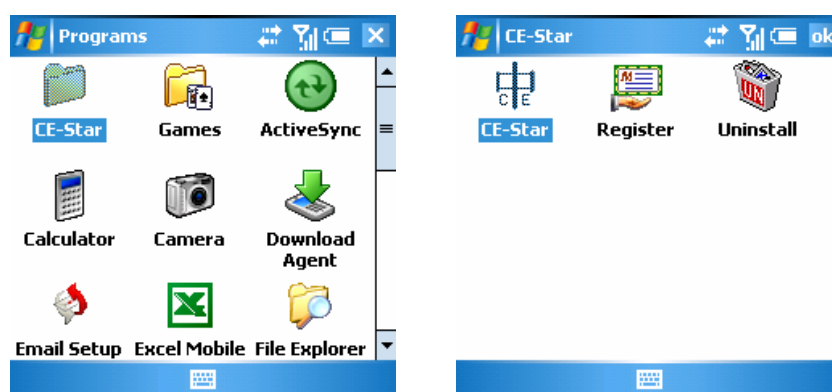 Programs
CE-Star Games ActiveSync
Calculator Camera Download Agent
Email Setup Excel Mobile File Explorer
CE-Star ok
C E UN
CE-Star Register Uninstall